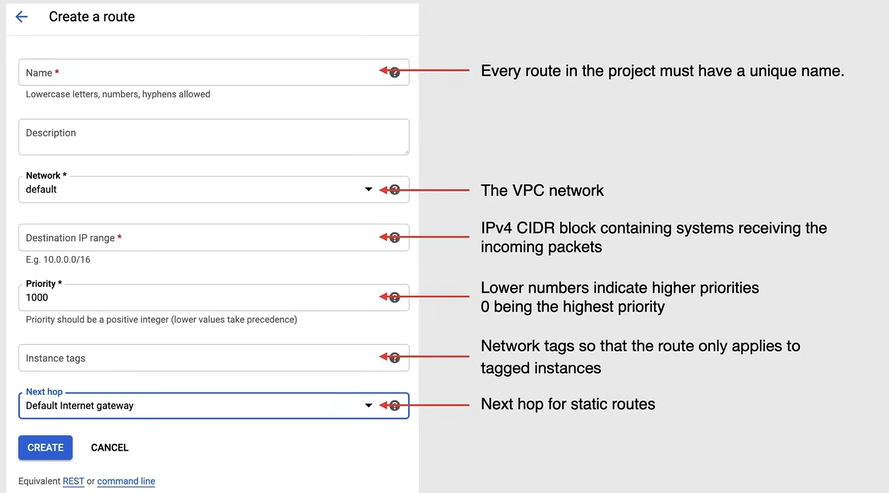 Create a route
Name *
Every route in the project must have a unique name.
Lowercase letters, numbers, hyphens allowed
Description
Network *
default
The VPC network
Destination IP range *
IPv4 CIDR block containing systems receiving the
incoming packets
E.g. 10.0.0.0/16
Priority *
1000
Lower numbers indicate higher priorities
0 being the highest priority
Priority should be a positive integer (lower values take precedence)
Instance tags
Network tags so that the route only applies to
tagged instances
Next hop
Default Internet gateway
Next hop for static routes
CREATE CANCEL
Equivalent REST or command line